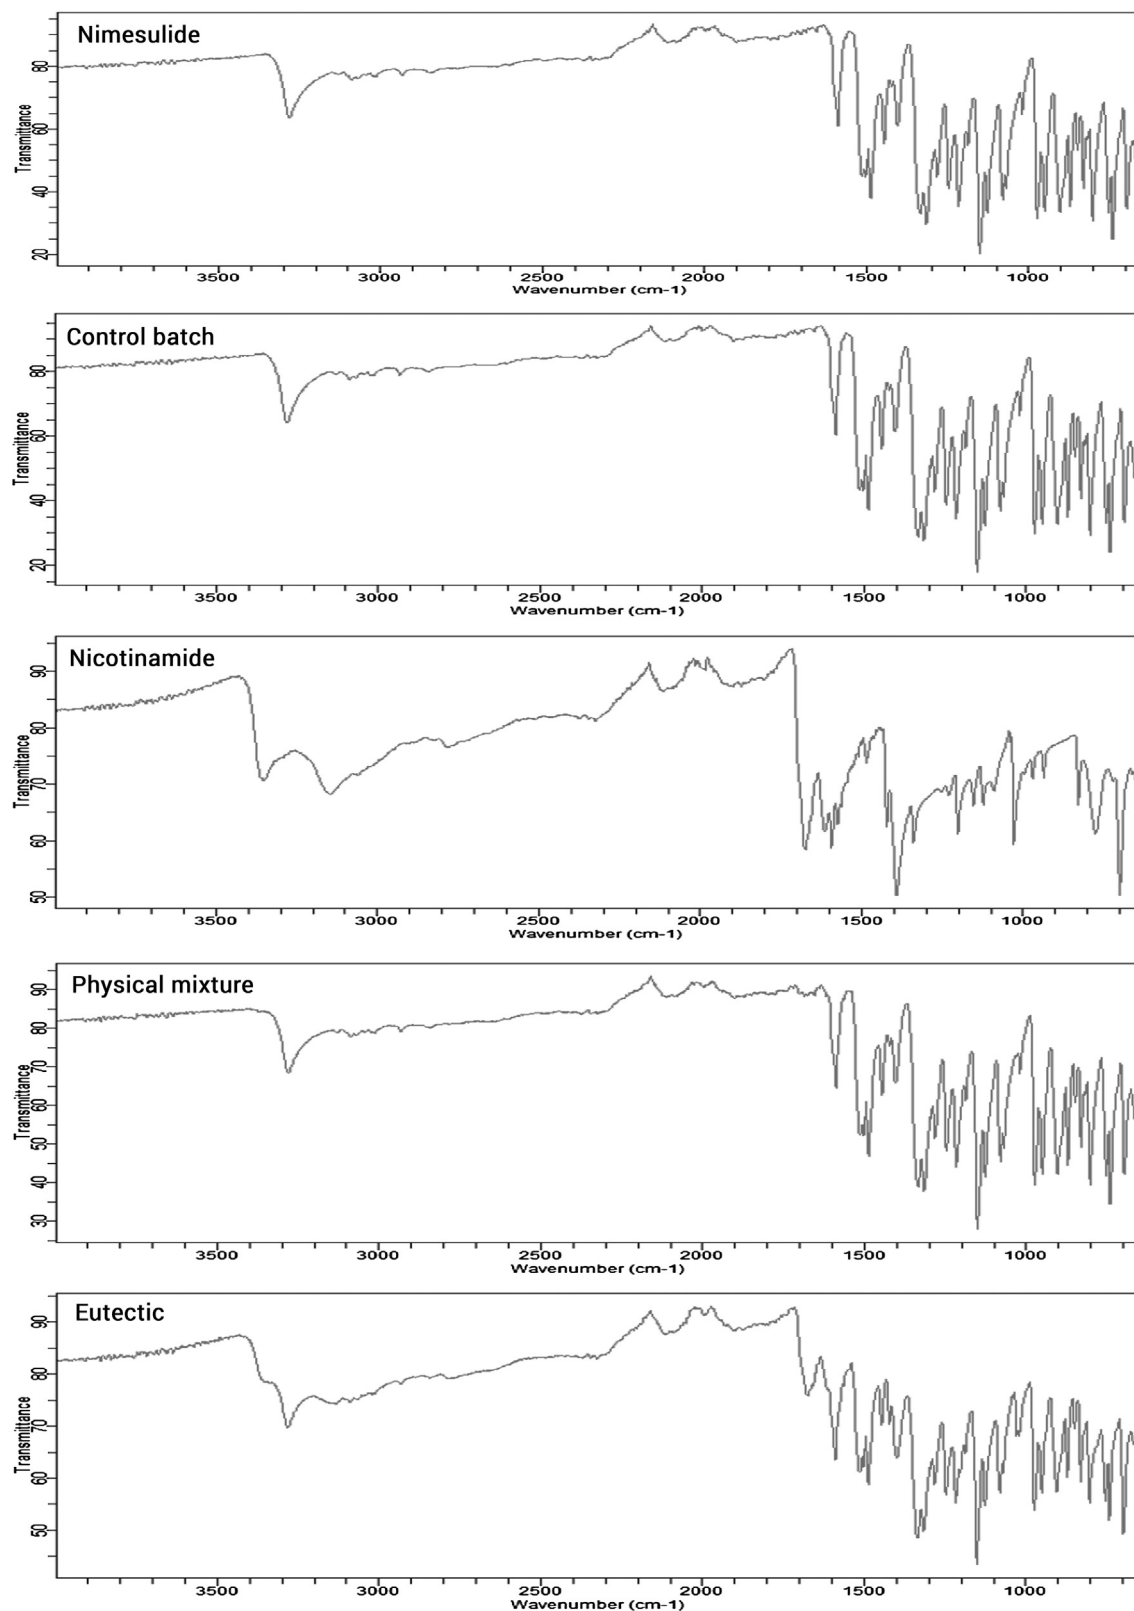 Nimesulide
80
60
40
20
Transmittance
3500 3000 2500 2000 1500 1000
Wavenumber (cm-1)
Control batch
80
60
40
20
Transmittance
3500 3000 2500 2000 1500 1000
Wavenumber (cm-1)
Nicotinamide
90
80
70
60
50
Transmittance
3500 3000 2500 2000 1500 1000
Wavenumber (cm-1)
Physical mixture
90
80
70
60
50
40
30
Transmittance
3500 3000 2500 2000 1500 1000
Wavenumber (cm-1)
Eutectic
90
80
70
60
50
Transmittance
3500 3000 2500 2000 1500 1000
Wavenumber (cm-1)